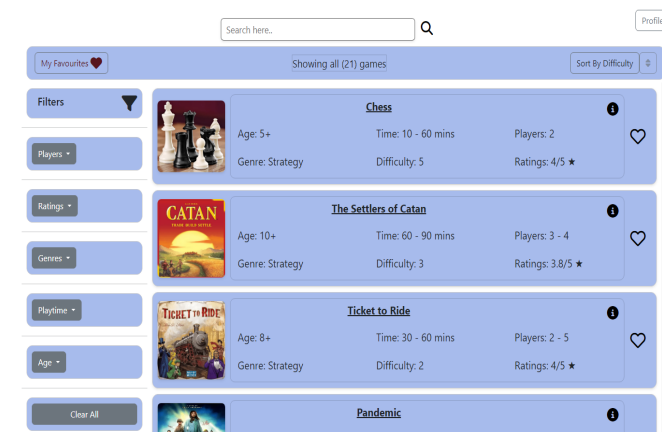 Search here..
Profile
My Favourites
Showing all (21) games
Sort By Difficulty
Filters
Players
Ratings
Genres
Playtime
Age
Clear All
Chess
Age: 5+ Time: 10 - 60 mins Players: 2
Genre: Strategy Difficulty: 5 Ratings: 4/5 ★
CATAN
The Settlers of Catan
Age: 10+ Time: 60 - 90 mins Players: 3 - 4
Genre: Strategy Difficulty: 3 Ratings: 3.8/5 ★
TICKET TO RIDE
Ticket to Ride
Age: 8+ Time: 30 - 60 mins Players: 2 - 5
Genre: Strategy Difficulty: 2 Ratings: 4/5 ★
Pandemic